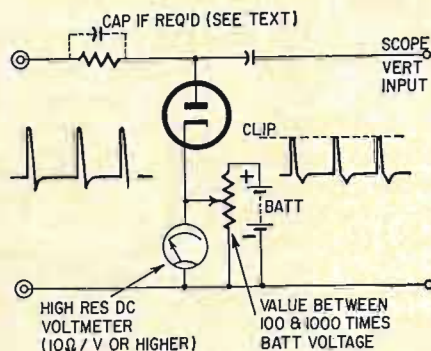 CAP IF REQ'D (SEE TEXT)
SCOPE
VERT
INPUT
CLIP
+
BATT
−
HIGH RES DC
VOLTMETER
(10Ω/V OR HIGHER)
VALUE BETWEEN
100 & 1000 TIMES
BATT VOLTAGE